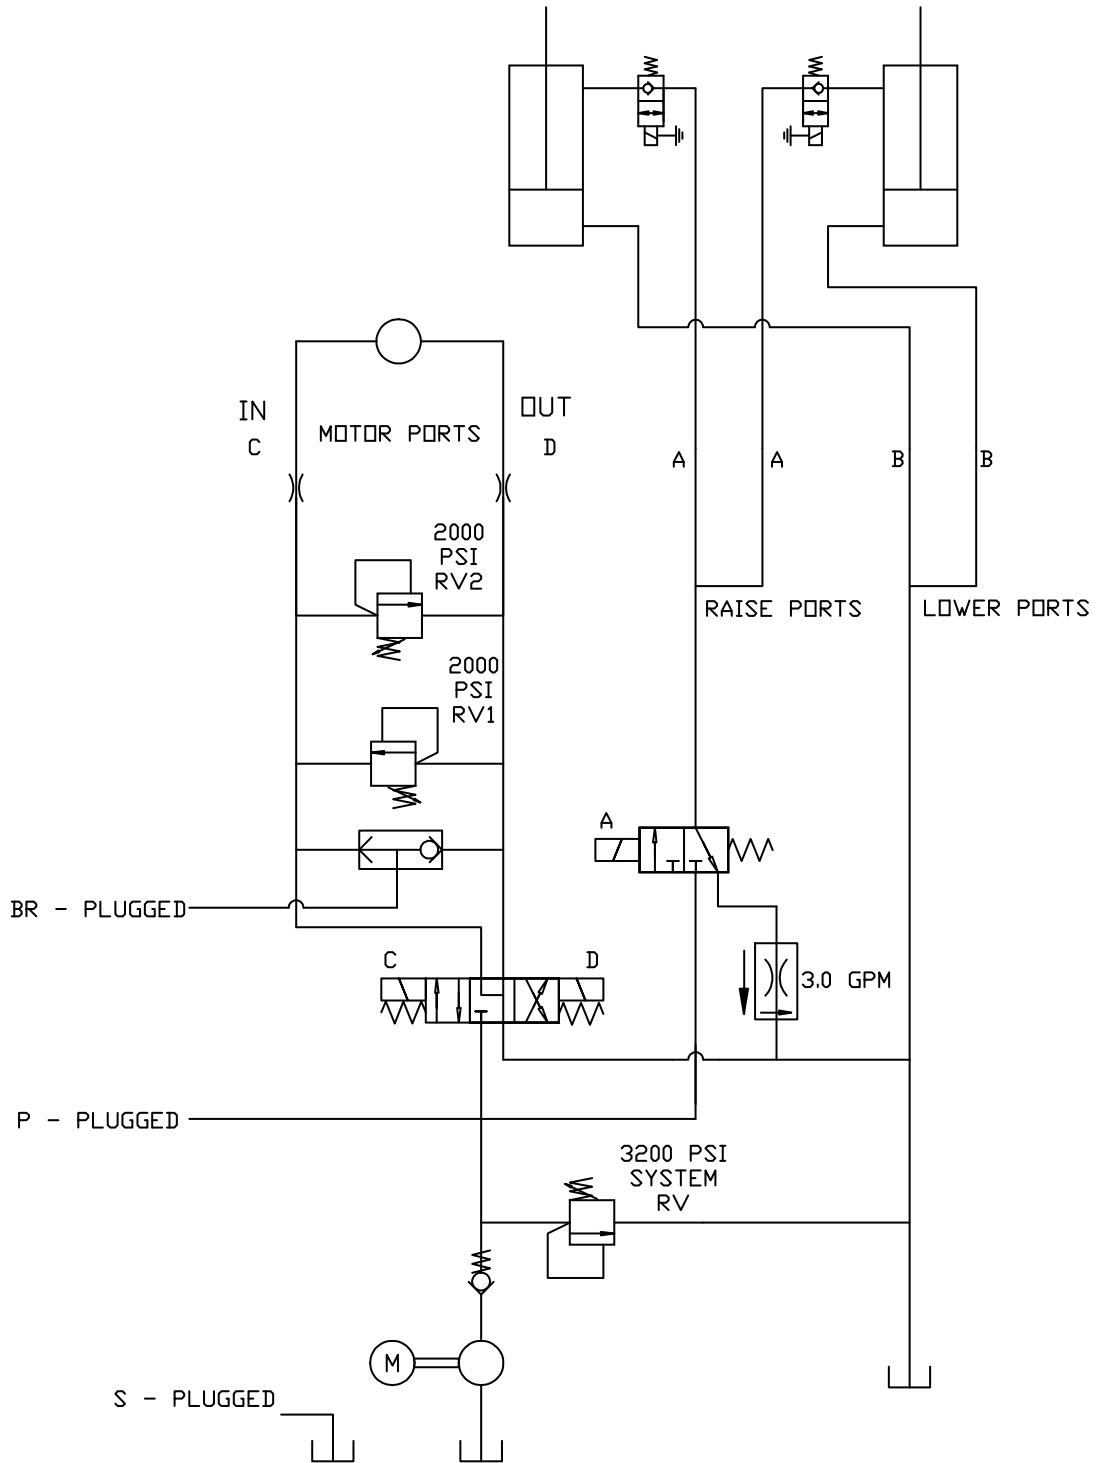 IN
OUT
MOTOR PORTS
C
D
A
A
B
B
2000
PSI
RV2
RAISE PORTS
LOWER PORTS
2000
PSI
RV1
A
BR - PLUGGED
C
D
3.0 GPM
P - PLUGGED
3200 PSI
SYSTEM
RV
M
S - PLUGGED